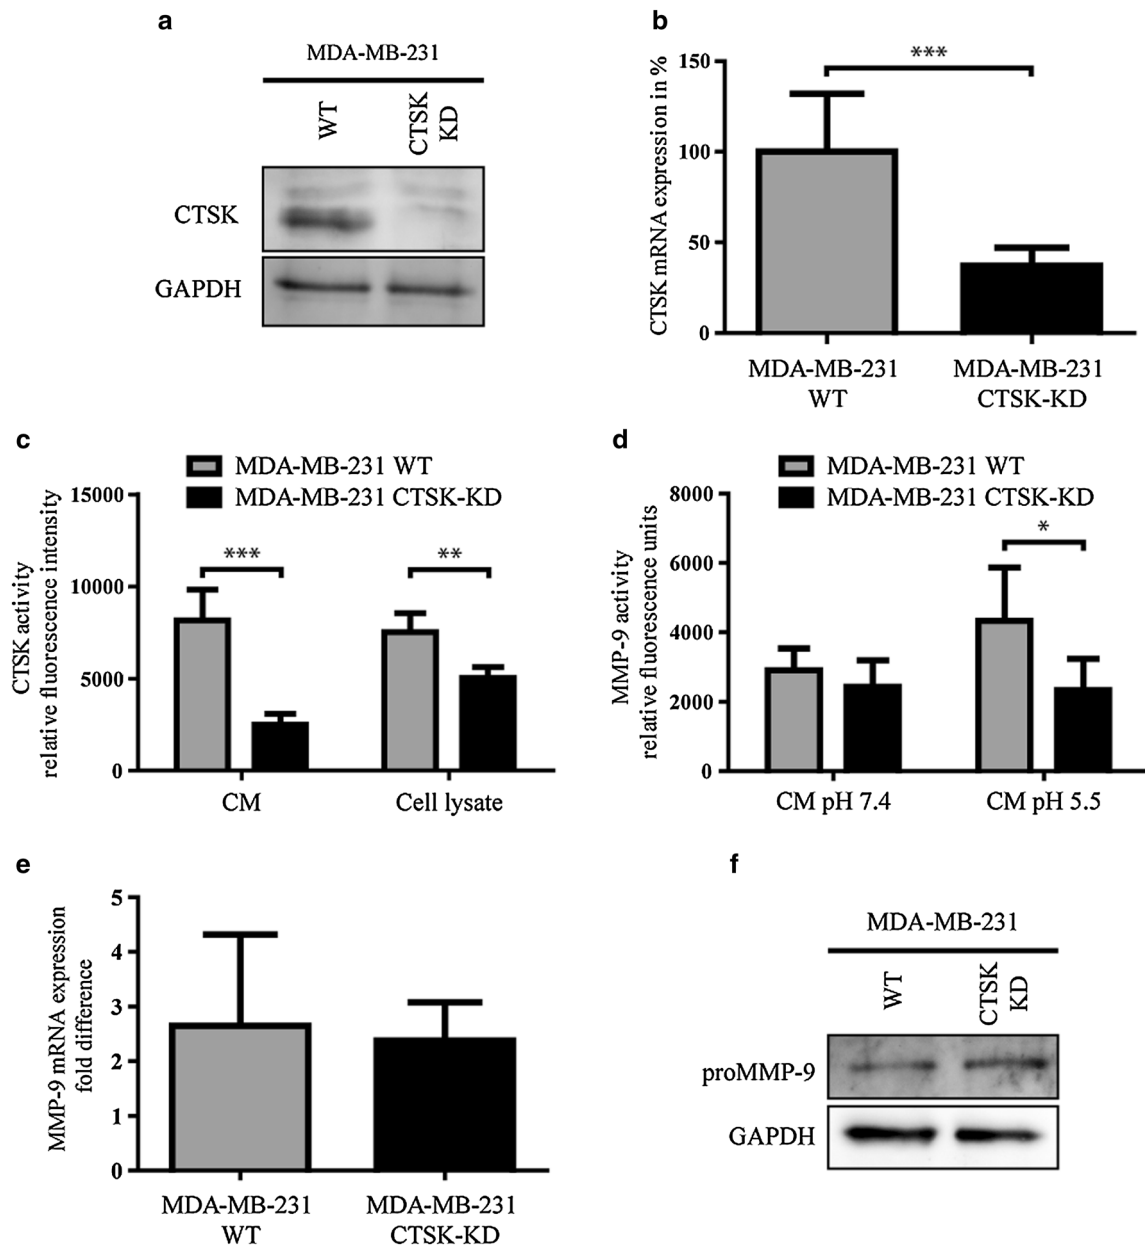 a
MDA-MB-231
WT
CTSK
KD
CTSK
GAPDH
b
CTSK mRNA expression in %
150
100
50
0
***
MDA-MB-231
WT
MDA-MB-231
CTSK-KD
c
MDA-MB-231 WT
MDA-MB-231 CTSK-KD
CTSK activity
relative fluorescence intensity
15000
10000
5000
0
***
**
CM
Cell lysate
d
MDA-MB-231 WT
MDA-MB-231 CTSK-KD
MMP-9 activity
relative fluorescence units
8000
6000
4000
2000
0
*
CM pH 7.4
CM pH 5.5
e
MMP-9 mRNA expression
fold difference
5
4
3
2
1
0
MDA-MB-231
WT
MDA-MB-231
CTSK-KD
f
MDA-MB-231
WT
CTSK
KD
proMMP-9
GAPDH